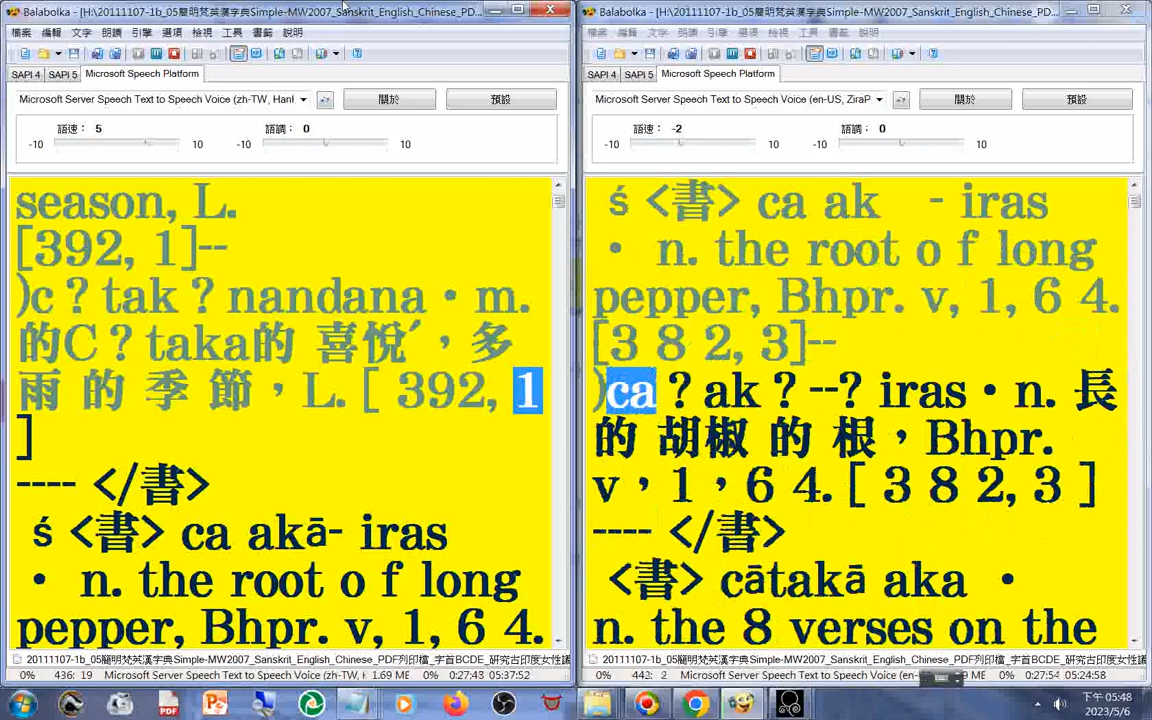 Balabolka - [H:\20111107-1b_05簡明梵英漢字典Simple-MW2007_Sanskrit_English_Chinese_PD...
檔案 編輯 文字 朗讀 引擎 選項 檢視 工具 書籤 說明
SAPI 4 SAPI 5 Microsoft Speech Platform
Microsoft Server Speech Text to Speech Voice (zh-TW, Hanl 關於 預設
語速： 5 語調： 0
-10 10 -10 10
season, L.
[392, 1]--
)c？tak？nandana • m.
的C？taka的 喜悅´，多
雨 的 季 節，L. [ 392, 1
]
---- </書>
ś <書> ca akā- iras
• n. the root o f long
pepper, Bhpr. v, 1, 6 4.
20111107-1b_05簡明梵英漢字典Simple-MW2007_Sanskrit_English_Chinese_PDF列印檔_字首BCDE_研究古印度女性議
0% 436: 19 Microsoft Server Speech Text to Speech Voice (zh-TW, H 1.69 ME 0% 0:27:43 05:37:52
Balabolka - [H:\20111107-1b_05簡明梵英漢字典Simple-MW2007_Sanskrit_English_Chinese_PD...
檔案 編輯 文字 朗讀 引擎 選項 檢視 工具 書籤 說明
SAPI 4 SAPI 5 Microsoft Speech Platform
Microsoft Server Speech Text to Speech Voice (en-US, ZiraP 關於 預設
語速： -2 語調： 0
-10 10 -10 10
ś <書> ca ak - iras
• n. the root o f long
pepper, Bhpr. v, 1, 6 4.
[3 8 2, 3]--
)ca？ak？--？iras • n. 長
的 胡椒 的 根，Bhpr.
v，1，6 4. [ 3 8 2, 3 ]
---- </書>
<書> cātakā aka •
n. the 8 verses on the
20111107-1b_05簡明梵英漢字典Simple-MW2007_Sanskrit_English_Chinese_PDF列印檔_字首BCDE_研究古印度女性議
0% 442: 2 Microsoft Server Speech Text to Speech Voice (en-U ME 0% 0:27:54 05:24:58
下午 05:48
2023/5/6